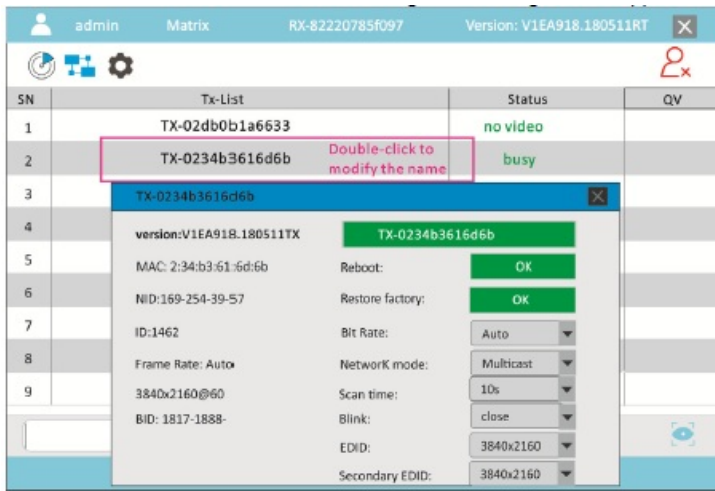 admin Matrix RX-82220785f097 Version: V1EA918.180511RT
SN Tx-List Status QV
1 TX-02db0b1a6633 no video
2 TX-0234b3616d6b Double-click to modify the name busy
3
4
5
6
7
8
9
TX-0234b3616d6b
version:V1EA918.180511TX TX-0234b3616d6b
MAC: 2:34:b3:61:6d:6b Reboot: OK
NID:169-254-39-57 Restore factory: OK
ID:1462 Bit Rate: Auto
Frame Rate: Auto NetworK mode: Multicast
3840x2160@60 Scan time: 10s
BID: 1817-1888- Blink: close
EDID: 3840x2160
Secondary EDID: 3840x2160